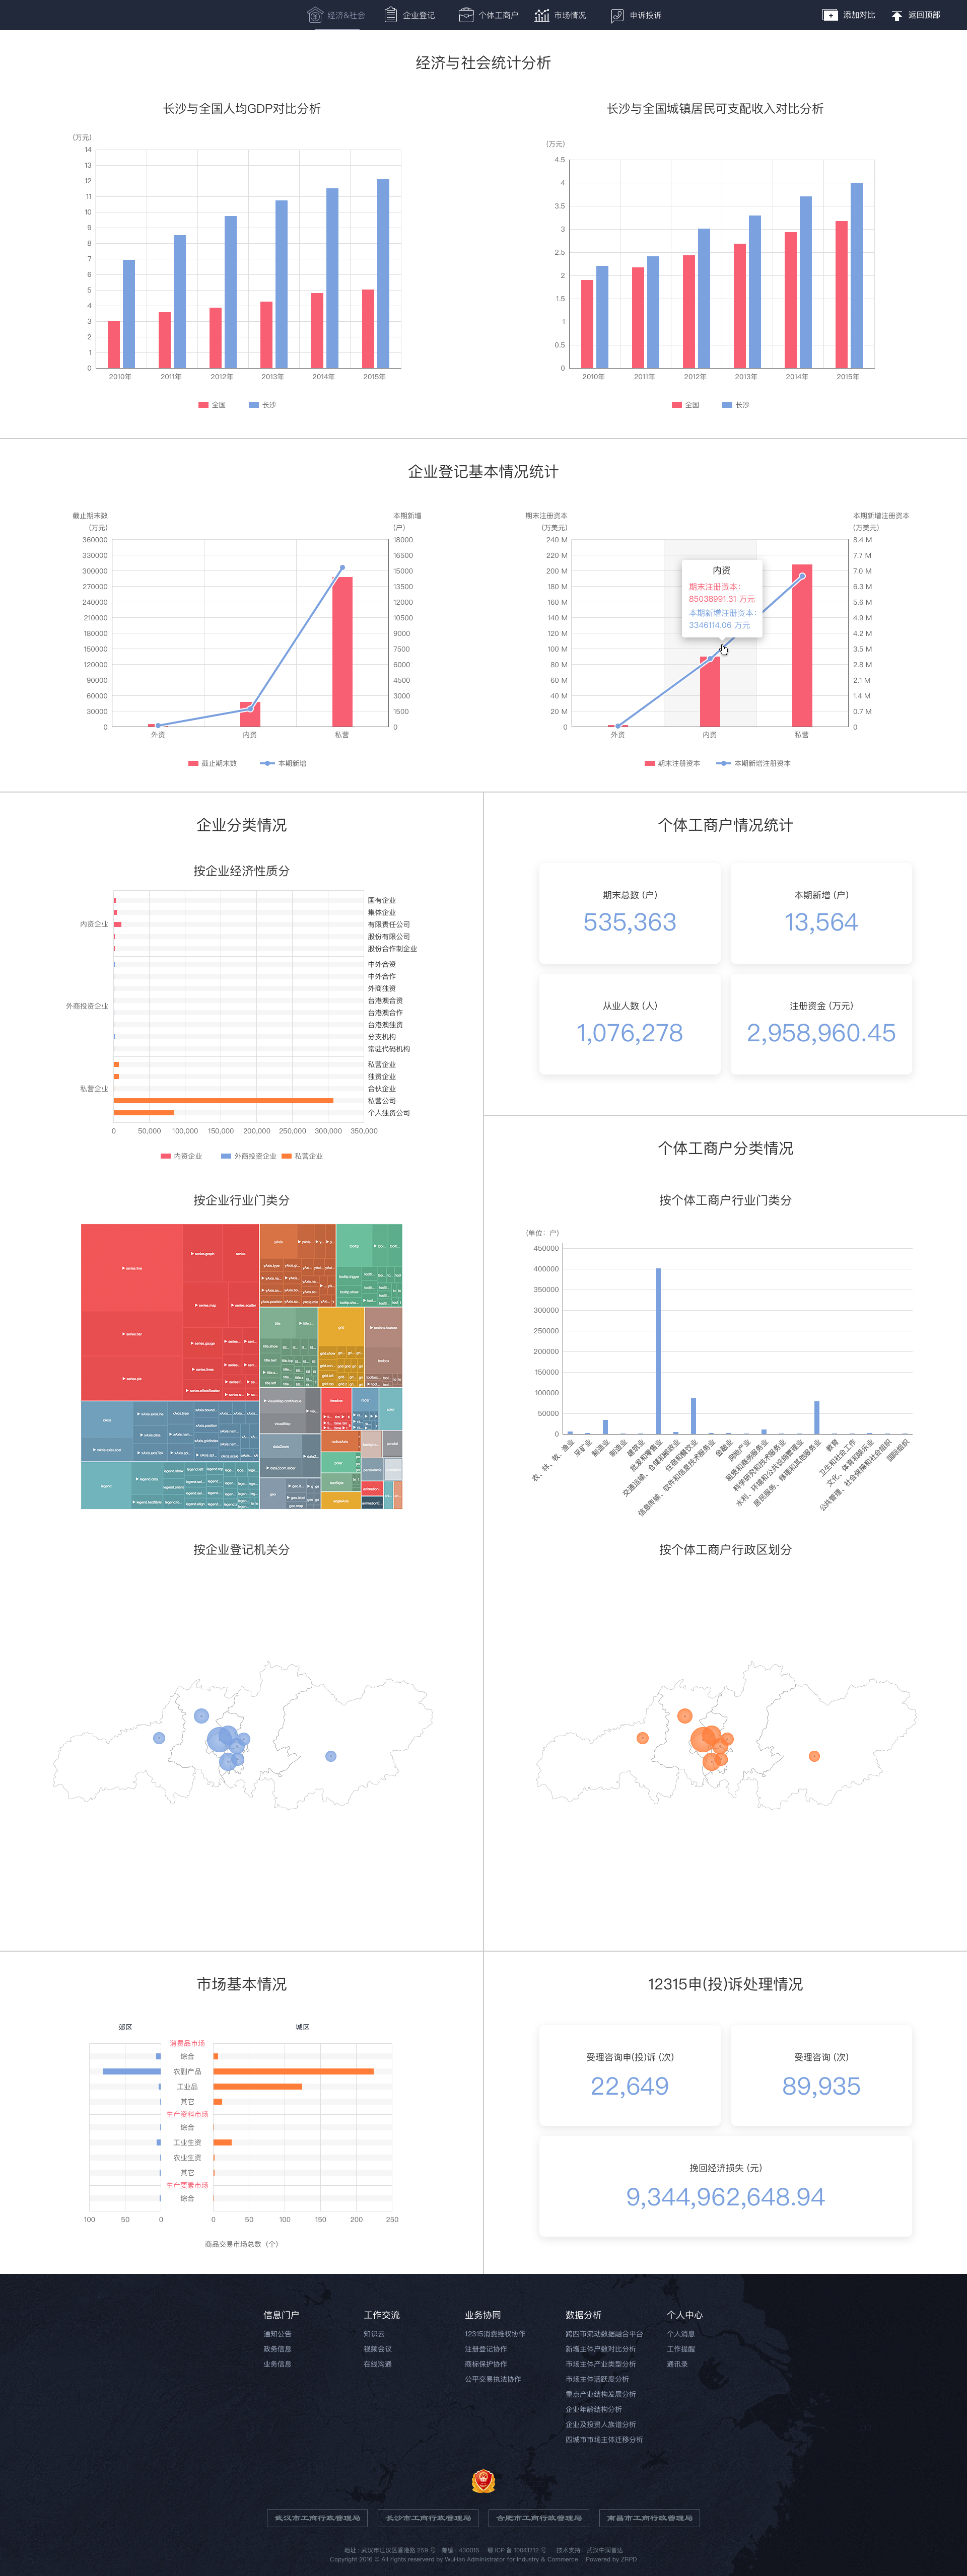 经济&社会 企业登记 个体工商户 市场情况 申诉投诉 添加对比 返回顶部
经济与社会统计分析
长沙与全国人均GDP对比分析
(万元)
14
13
12
11
10
9
8
7
6
5
4
3
2
1
0
2010年 2011年 2012年 2013年 2014年 2015年
全国 长沙
长沙与全国城镇居民可支配收入对比分析
(万元)
4.5
4
3.5
3
2.5
2
1.5
1
0.5
0
2010年 2011年 2012年 2013年 2014年 2015年
全国 长沙
企业登记基本情况统计
截止期末数 本期新增
(万元) (户)
360000 18000
330000 16500
300000 15000
270000 13500
240000 12000
210000 10500
180000 9000
150000 7500
120000 6000
90000 4500
60000 3000
30000 1500
0 0
外资 内资 私营
截止期末数 本期新增
期末注册资本 本期新增注册资本
(万美元) (万美元)
240 M 8.4 M
220 M 7.7 M
200 M 7.0 M
180 M 6.3 M
160 M 5.6 M
140 M 4.9 M
120 M 4.2 M
100 M 3.5 M
80 M 2.8 M
60 M 2.1 M
40 M 1.4 M
20 M 0.7 M
0 0
内资
期末注册资本:
85038991.31 万元
本期新增注册资本:
3346114.06 万元
外资 内资 私营
期末注册资本 本期新增注册资本
企业分类情况
按企业经济性质分
内资企业
国有企业
集体企业
有限责任公司
股份有限公司
股份合作制企业
外商投资企业
中外合资
中外合作
外商独资
台港澳合资
台港澳合作
台港澳独资
分支机构
常驻代码机构
私营企业
私营企业
独资企业
合伙企业
私营公司
个人独资公司
0 50,000 100,000 150,000 200,000 250,000 300,000 350,000
内资企业 外商投资企业 私营企业
按企业行业门类分
按企业登记机关分
个体工商户情况统计
期末总数 (户)
535,363
本期新增 (户)
13,564
从业人数 (人)
1,076,278
注册资金 (万元)
2,958,960.45
个体工商户分类情况
按个体工商户行业门类分
(单位: 户)
450000
400000
350000
300000
250000
200000
150000
100000
50000
0
农、林、牧、渔业
采矿业
制造业
制造业
建筑业
批发和零售业
交通运输、仓储和邮政业
住宿和餐饮业
信息传输、软件和信息技术服务业
金融业
房地产业
租赁和商务服务业
科学研究和技术服务业
水利、环境和公共设施管理业
居民服务、修理和其他服务业
教育
卫生和社会工作
文化、体育和娱乐业
公共管理、社会保障和社会组织
国际组织
按个体工商户行政区划分
市场基本情况
郊区 城区
消费品市场
综合
农副产品
工业品
其它
生产资料市场
综合
工业生资
农业生资
其它
生产要素市场
综合
100 50 0 0 50 100 150 200 250
商品交易市场总数（个）
12315申(投)诉处理情况
受理咨询申(投)诉 (次)
22,649
受理咨询 (次)
89,935
挽回经济损失 (元)
9,344,962,648.94
信息门户
通知公告
政务信息
业务信息
工作交流
知识云
视频会议
在线沟通
业务协同
12315消费维权协作
注册登记协作
商标保护协作
公平交易执法协作
数据分析
跨四市流动数据融合平台
新增主体户数对比分析
市场主体产业类型分析
市场主体活跃度分析
重点产业结构发展分析
企业年龄结构分析
企业及投资人族谱分析
四城市市场主体迁移分析
个人中心
个人消息
工作提醒
通讯录
武汉市工商行政管理局 长沙市工商行政管理局 合肥市工商行政管理局 南昌市工商行政管理局
地址 : 武汉市江汉区香港路 259 号 邮编 : 430015 鄂 ICP 备 10041712 号 技术支持 : 武汉中润普达
Copyright 2016 © All rights reserverd by WuHan Administrator for Industry & Commerce Powered by ZRPD